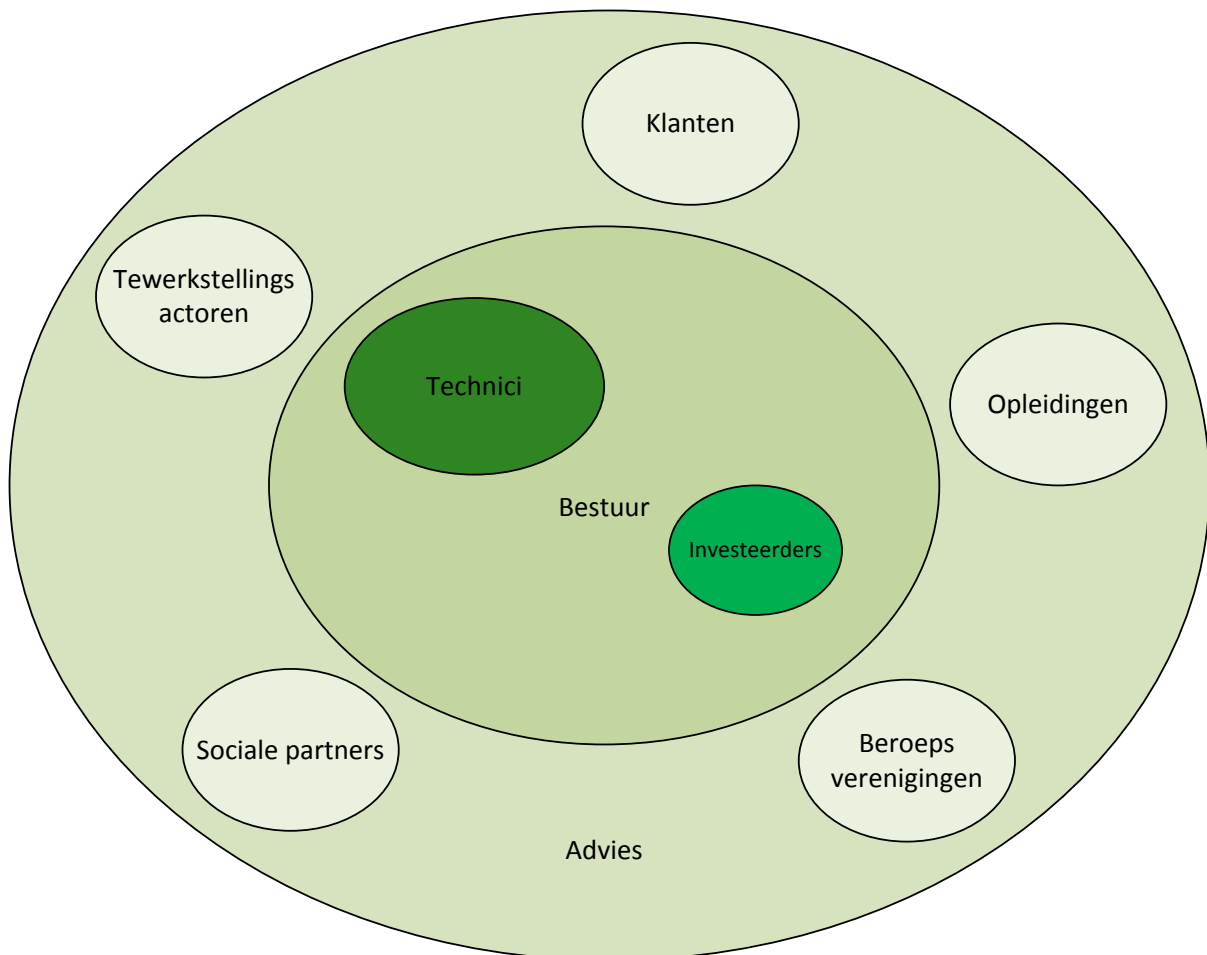 Klanten
Tewerkstellings
actoren
Technici
Opleidingen
Bestuur
Investeerders
Sociale partners
Beroeps
verenigingen
Advies